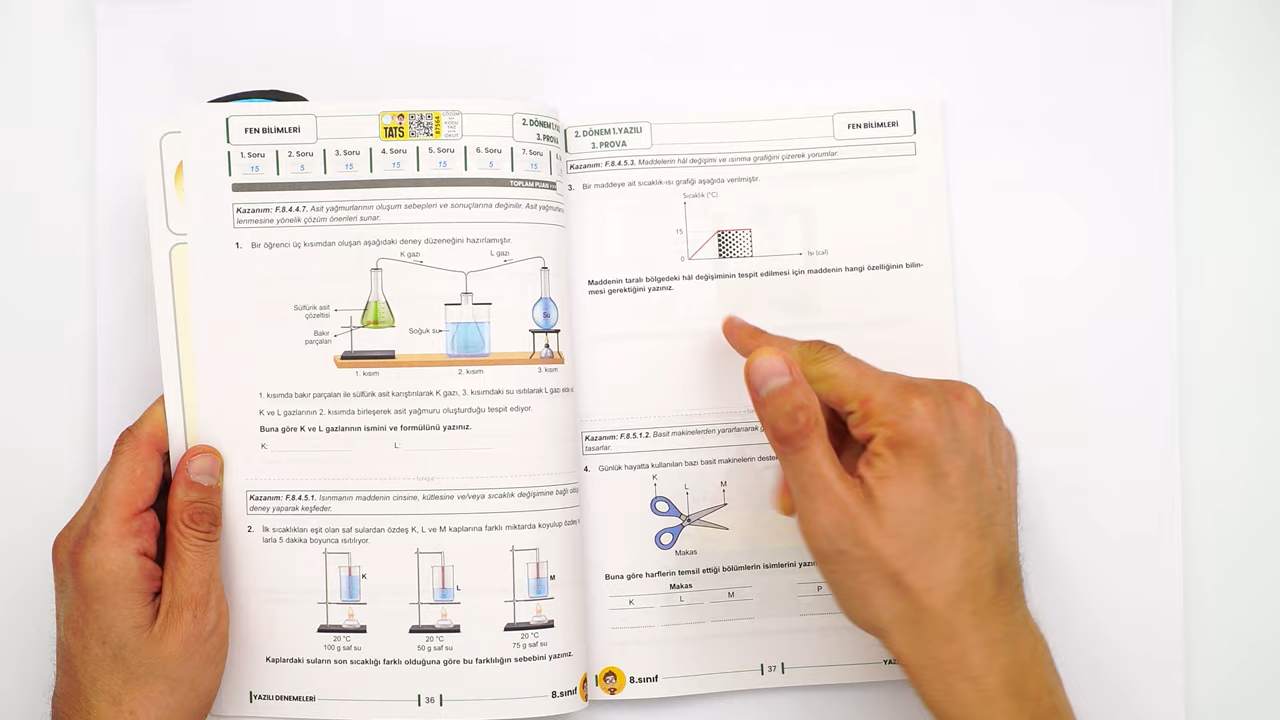 FEN BİLİMLERİ
TATS
87564
ÇÖZÜM
KODU
YAZ
OKUT
2. DÖNEM 1.YAZ
3. PROVA
1. Soru 2. Soru 3. Soru 4. Soru 5. Soru 6. Soru 7. Soru
15 5 15 15 15 5 15
TOPLAM PUAN
Kazanım: F.8.4.4.7. Asit yağmurlarının oluşum sebepleri ve sonuçlarına değinilir. Asit yağmurla
lenmesine yönelik çözüm önerileri sunar.
1. Bir öğrenci üç kısımdan oluşan aşağıdaki deney düzeneğini hazırlamıştır.
K gazı
L gazı
Sülfürik asit
çözeltisi
Bakır
parçaları
Soğuk su
Su
1. kısım 2. kısım 3. kısım
1. kısımda bakır parçaları ile sülfürik asit karıştırılarak K gazı, 3. kısımdaki su ısıtılarak L gazı elde
K ve L gazlarının 2. kısımda birleşerek asit yağmuru oluşturduğu tespit ediyor.
Buna göre K ve L gazlarının ismini ve formülünü yazınız.
K: L:
Kazanım: F.8.4.5.1. Isınmanın maddenin cinsine, kütlesine ve/veya sıcaklık değişimine bağlı
deney yaparak keşfeder.
2. İlk sıcaklıkları eşit olan saf sulardan özdeş K, L ve M kaplarına farklı miktarda koyulup
larla 5 dakika boyunca ısıtılıyor.
K
L
M
20 °C 20 °C 20 °C
100 g saf su 50 g saf su 75 g saf su
Kaplardaki suların son sıcaklığı farklı olduğuna göre bu farklılığın sebebini yazınız.
YAZILI DENEMELERİ 36 8.sınıf
2. DÖNEM 1.YAZILI
3. PROVA
FEN BİLİMLERİ
Kazanım: F.8.4.5.3. Maddelerin hâl değişimi ve ısınma grafiğini çizerek yorumlar.
3. Bir maddeye ait sıcaklık-ısı grafiği aşağıda verilmiştir.
Sıcaklık (°C)
15
0
Isı (cal)
Maddenin taralı bölgedeki hâl değişiminin tespit edilmesi için maddenin hangi özelliğinin bilin-
mesi gerektiğini yazınız.
Kazanım: F.8.5.1.2. Basit makinelerden yararlanarak
tasarlar.
4. Günlük hayatta kullanılan bazı basit makinelerin
K
L
M
Makas
Buna göre harflerin temsil ettiği bölümlerin isimlerini
Makas
K L M P
8.sınıf 37